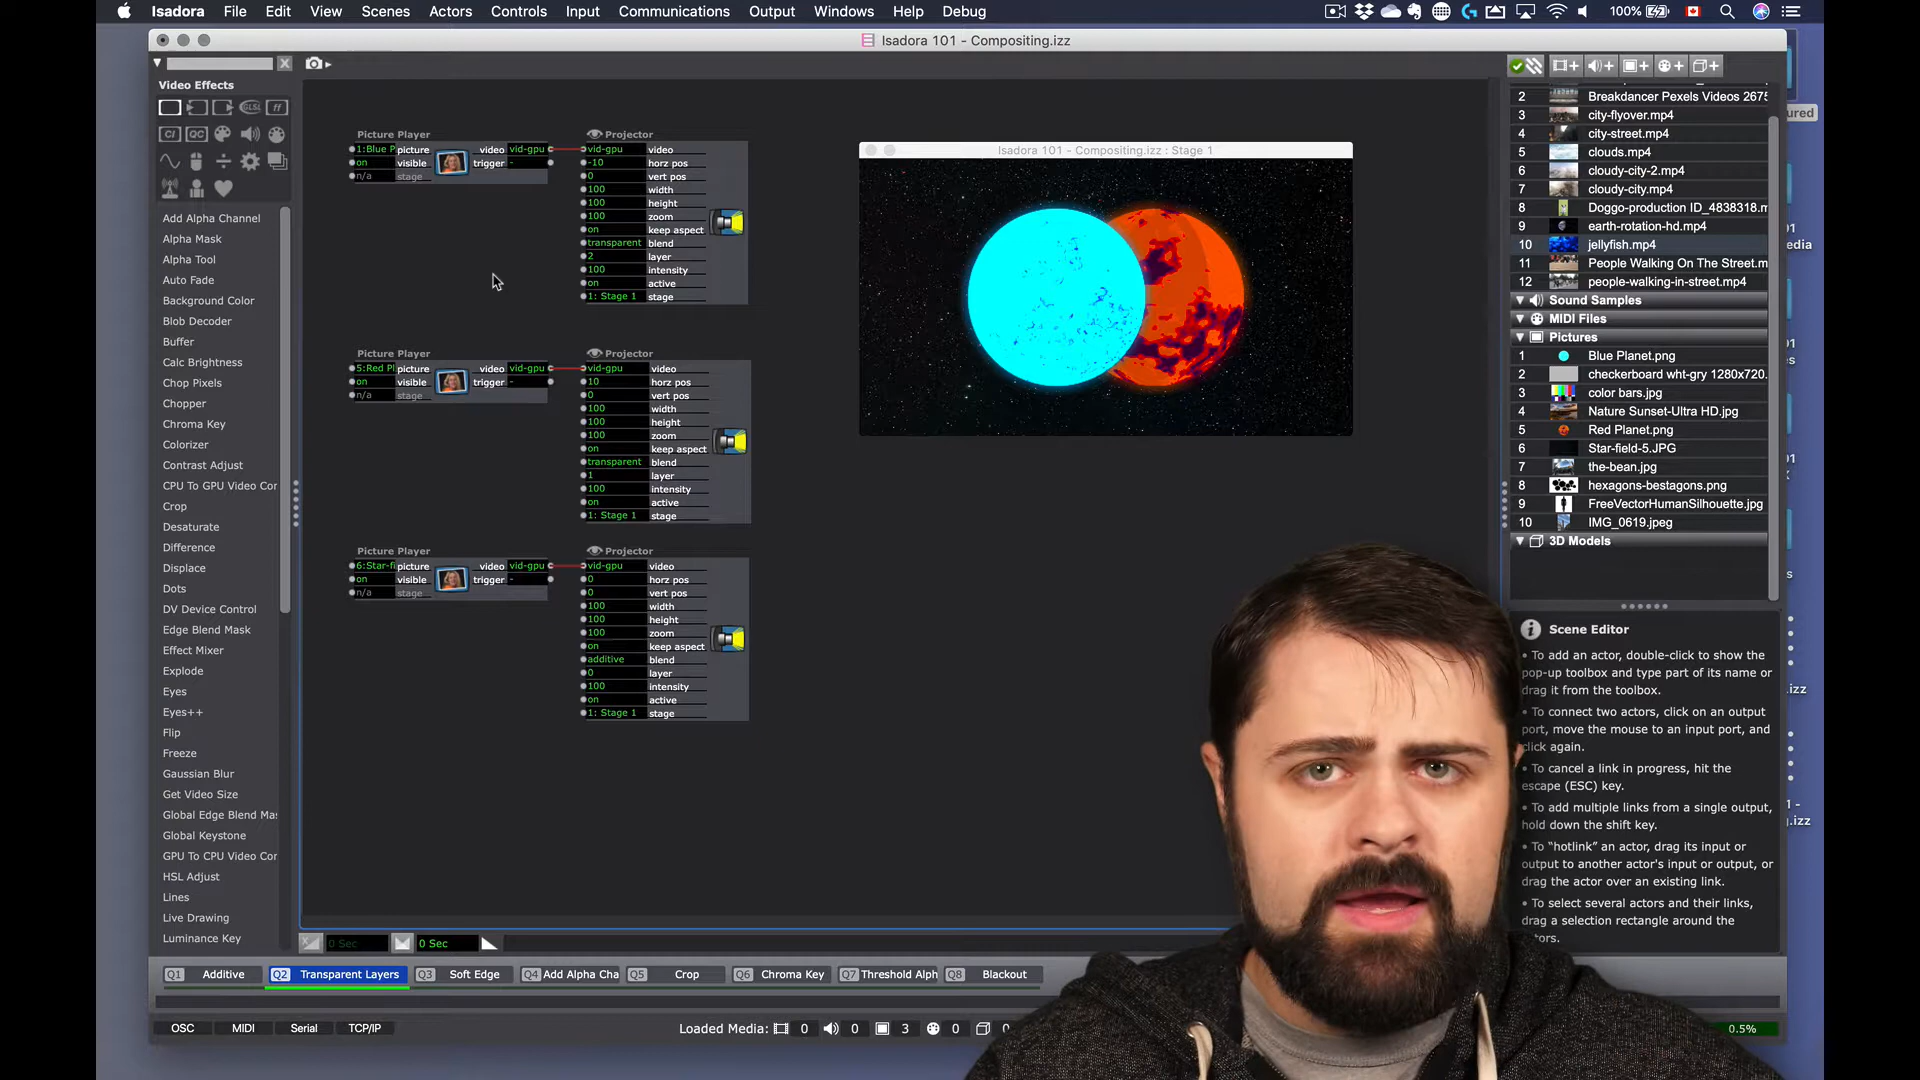 Isadora File Edit View Scenes Actors Controls Input Communications Output Windows Help Debug 100%
Isadora 101 - Compositing.izz
Video Effects
Add Alpha Channel
Alpha Mask
Alpha Tool
Auto Fade
Background Color
Blob Decoder
Buffer
Calc Brightness
Chop Pixels
Chopper
Chroma Key
Colorizer
Contrast Adjust
CPU To GPU Video Cor
Crop
Desaturate
Difference
Displace
Dots
DV Device Control
Edge Blend Mask
Effect Mixer
Explode
Eyes
Eyes++
Flip
Freeze
Gaussian Blur
Get Video Size
Global Edge Blend Mas
Global Keystone
GPU To CPU Video Cor
HSL Adjust
Lines
Live Drawing
Luminance Key
Picture Player
1:Blue P picture video vid-gpu
on visible trigger -
n/a stage
Projector
vid-gpu video
-10 horz pos
0 vert pos
100 width
100 height
100 zoom
on keep aspect
transparent blend
2 layer
100 intensity
on active
1: Stage 1 stage
Picture Player
5:Red Pl picture video vid-gpu
on visible trigger -
n/a stage
Projector
vid-gpu video
10 horz pos
0 vert pos
100 width
100 height
100 zoom
on keep aspect
transparent blend
1 layer
100 intensity
on active
1: Stage 1 stage
Picture Player
6:Star-fi picture video vid-gpu
on visible trigger -
n/a stage
Projector
vid-gpu video
0 horz pos
0 vert pos
100 width
100 height
100 zoom
on keep aspect
additive blend
0 layer
100 intensity
on active
1: Stage 1 stage
Isadora 101 - Compositing.izz : Stage 1
2 Breakdancer Pexels Videos 2675
3 city-flyover.mp4
4 city-street.mp4
5 clouds.mp4
6 cloudy-city-2.mp4
7 cloudy-city.mp4
8 Doggo-production ID_4838318.m
9 earth-rotation-hd.mp4
10 jellyfish.mp4
11 People Walking On The Street.m
12 people-walking-in-street.mp4
Sound Samples
MIDI Files
Pictures
1 Blue Planet.png
2 checkerboard wht-gry 1280x720.
3 color bars.jpg
4 Nature Sunset-Ultra HD.jpg
5 Red Planet.png
6 Star-field-5.JPG
7 the-bean.jpg
8 hexagons-bestagons.png
9 FreeVectorHumanSilhouette.jpg
10 IMG_0619.jpeg
3D Models
Scene Editor
• To add an actor, double-click to show the
pop-up toolbox and type part of its name or
drag it from the toolbox.
• To connect two actors, click on an output
port, move the mouse to an input port, and
click again.
• To cancel a link in progress, hit the
escape (ESC) key.
• To add multiple links from a single output,
hold down the shift key.
• To “hotlink” an actor, drag its input or
output to another actor's input or output, or
drag the actor over an existing link.
• To select several actors and their links,
drag a selection rectangle around the
0 Sec 0 Sec
Q1 Additive Q2 Transparent Layers Q3 Soft Edge Q4 Add Alpha Cha Q5 Crop Q6 Chroma Key Q7 Threshold Alph Q8 Blackout
OSC MIDI Serial TCP/IP Loaded Media: 0 0 3 0 0 0.5%